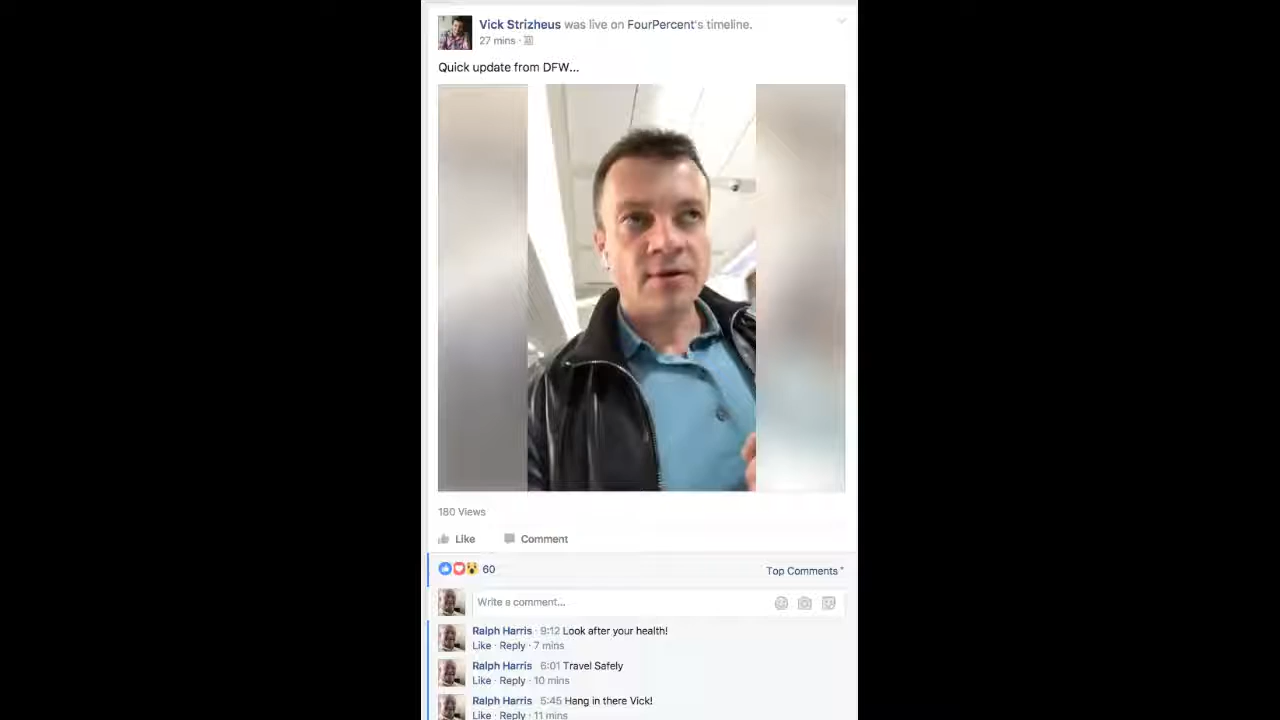 Vick Strizheus was live on FourPercent's timeline.
27 mins ·
Quick update from DFW...
180 Views
Like Comment
60 Top Comments
Write a comment...
Ralph Harris · 9:12 Look after your health!
Like · Reply · 7 mins
Ralph Harris 6:01 Travel Safely
Like · Reply · 10 mins
Ralph Harris 5:45 Hang in there Vick!
Like · Reply · 11 mins